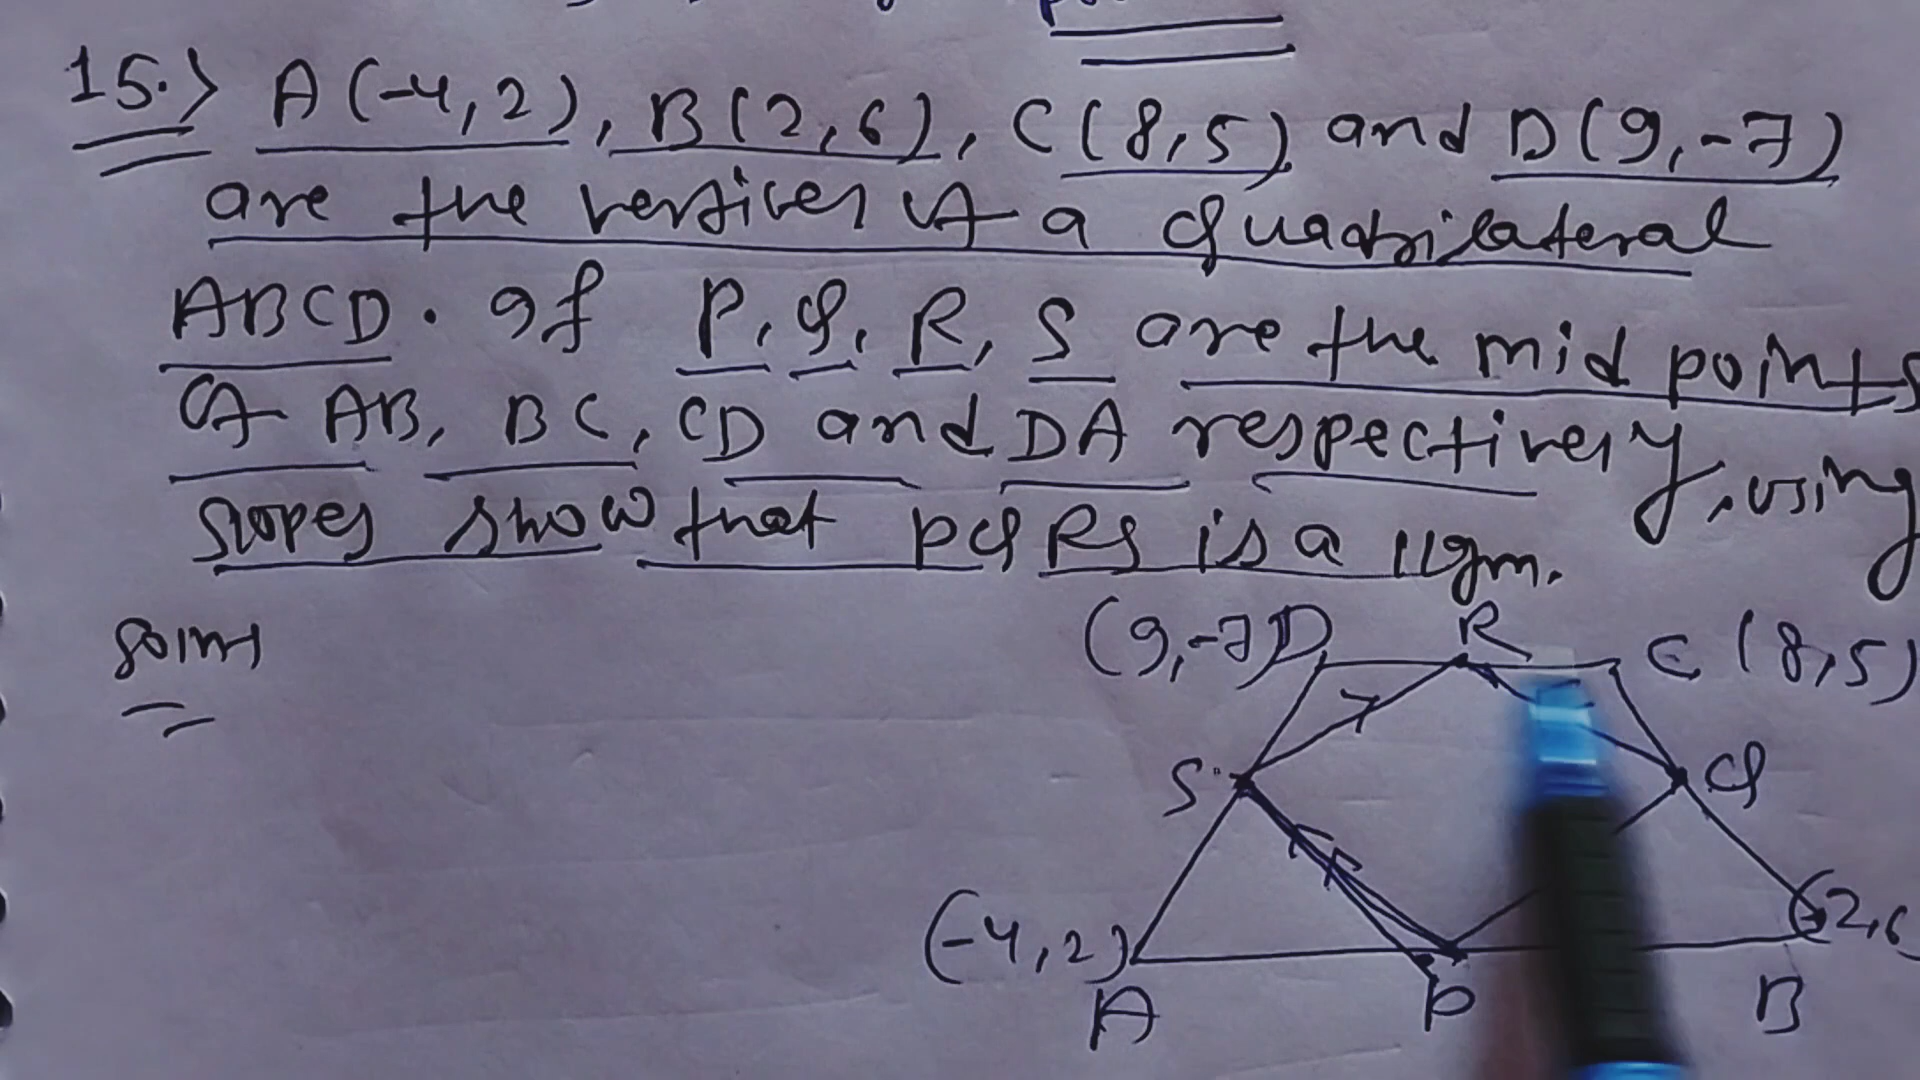 15.> A(-4,2), B(2,6), C(8,5) and D(9,-7)
are the vertices of a quadrilateral
ABCD. If P, Q, R, S are the mid points
of AB, BC, CD and DA respectively, using
slopes show that PQRS is a 11gm.
Soln
(9,-7) D R C (8,5)
S Q
(-4,2) (2,6
A P B